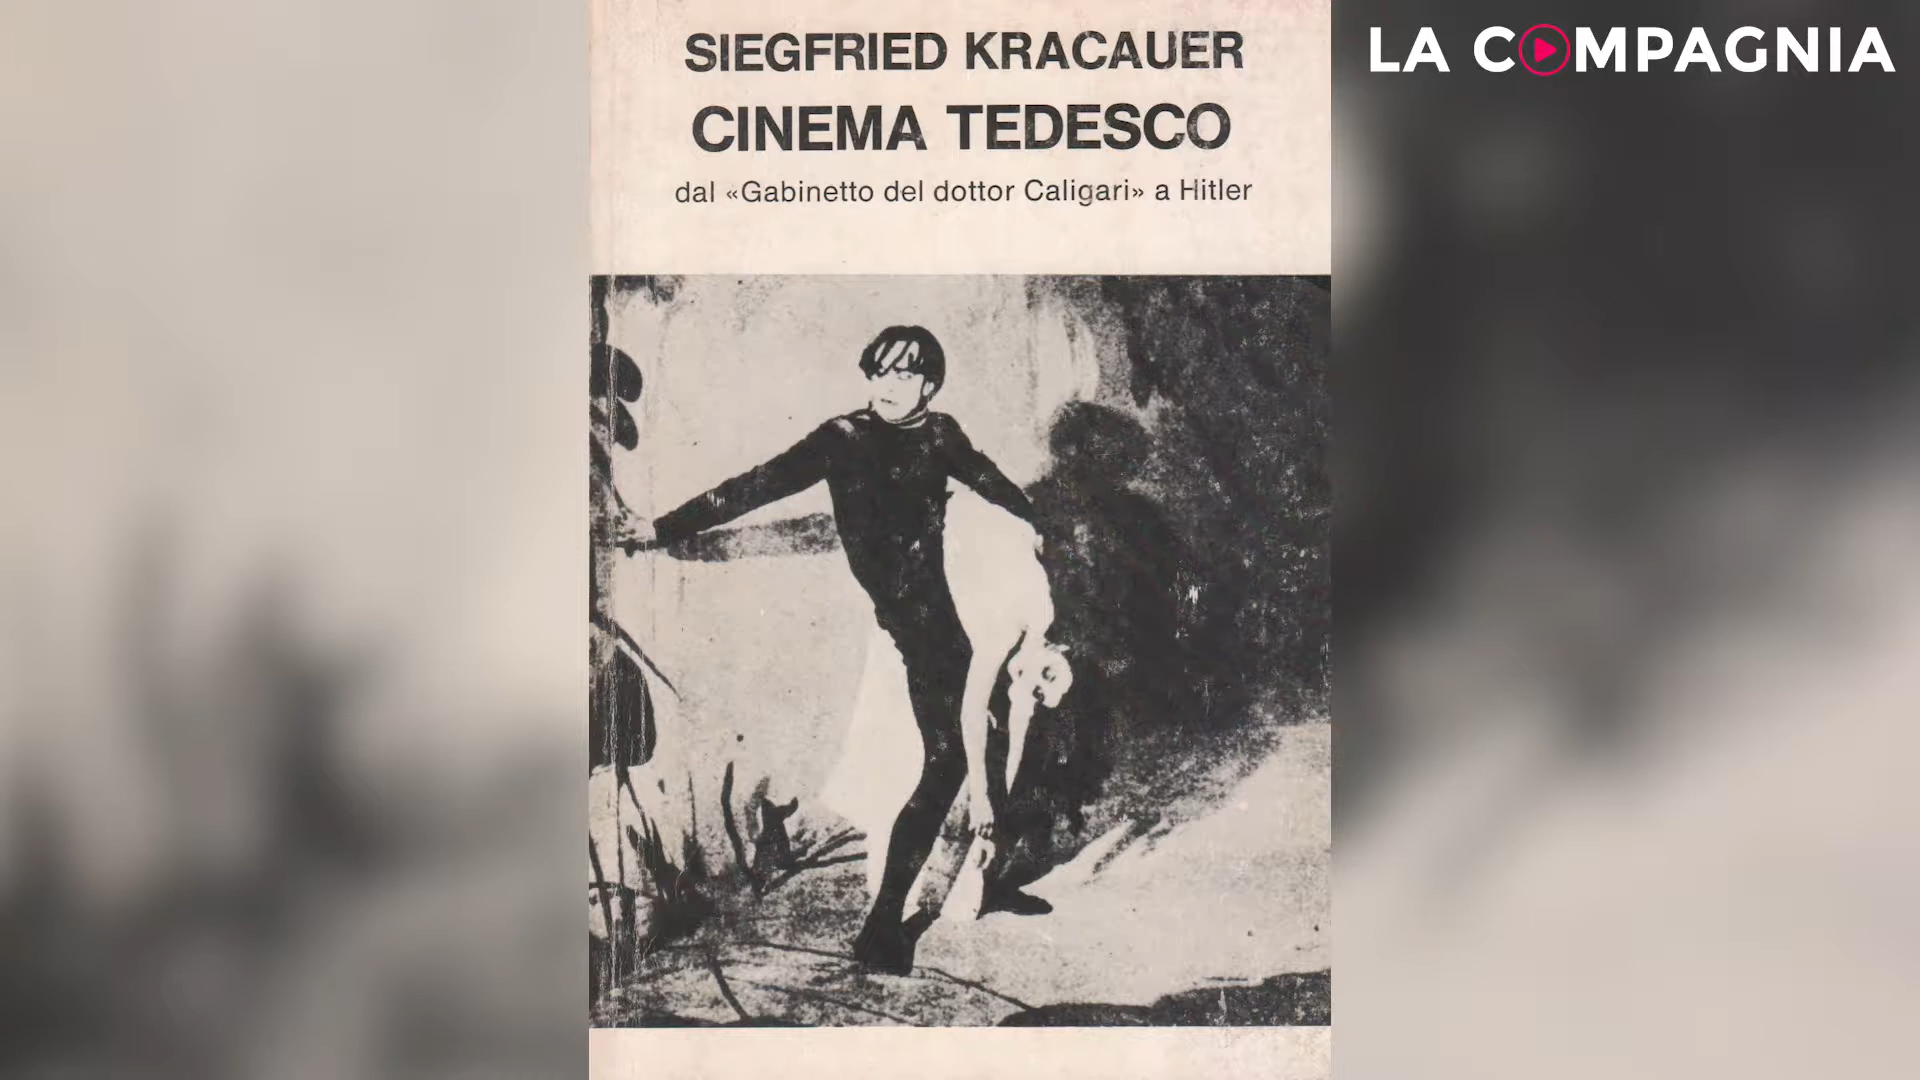 SIEGFRIED KRACAUER
CINEMA TEDESCO
dal «Gabinetto del dottor Caligari» a Hitler
LA COMPAGNIA